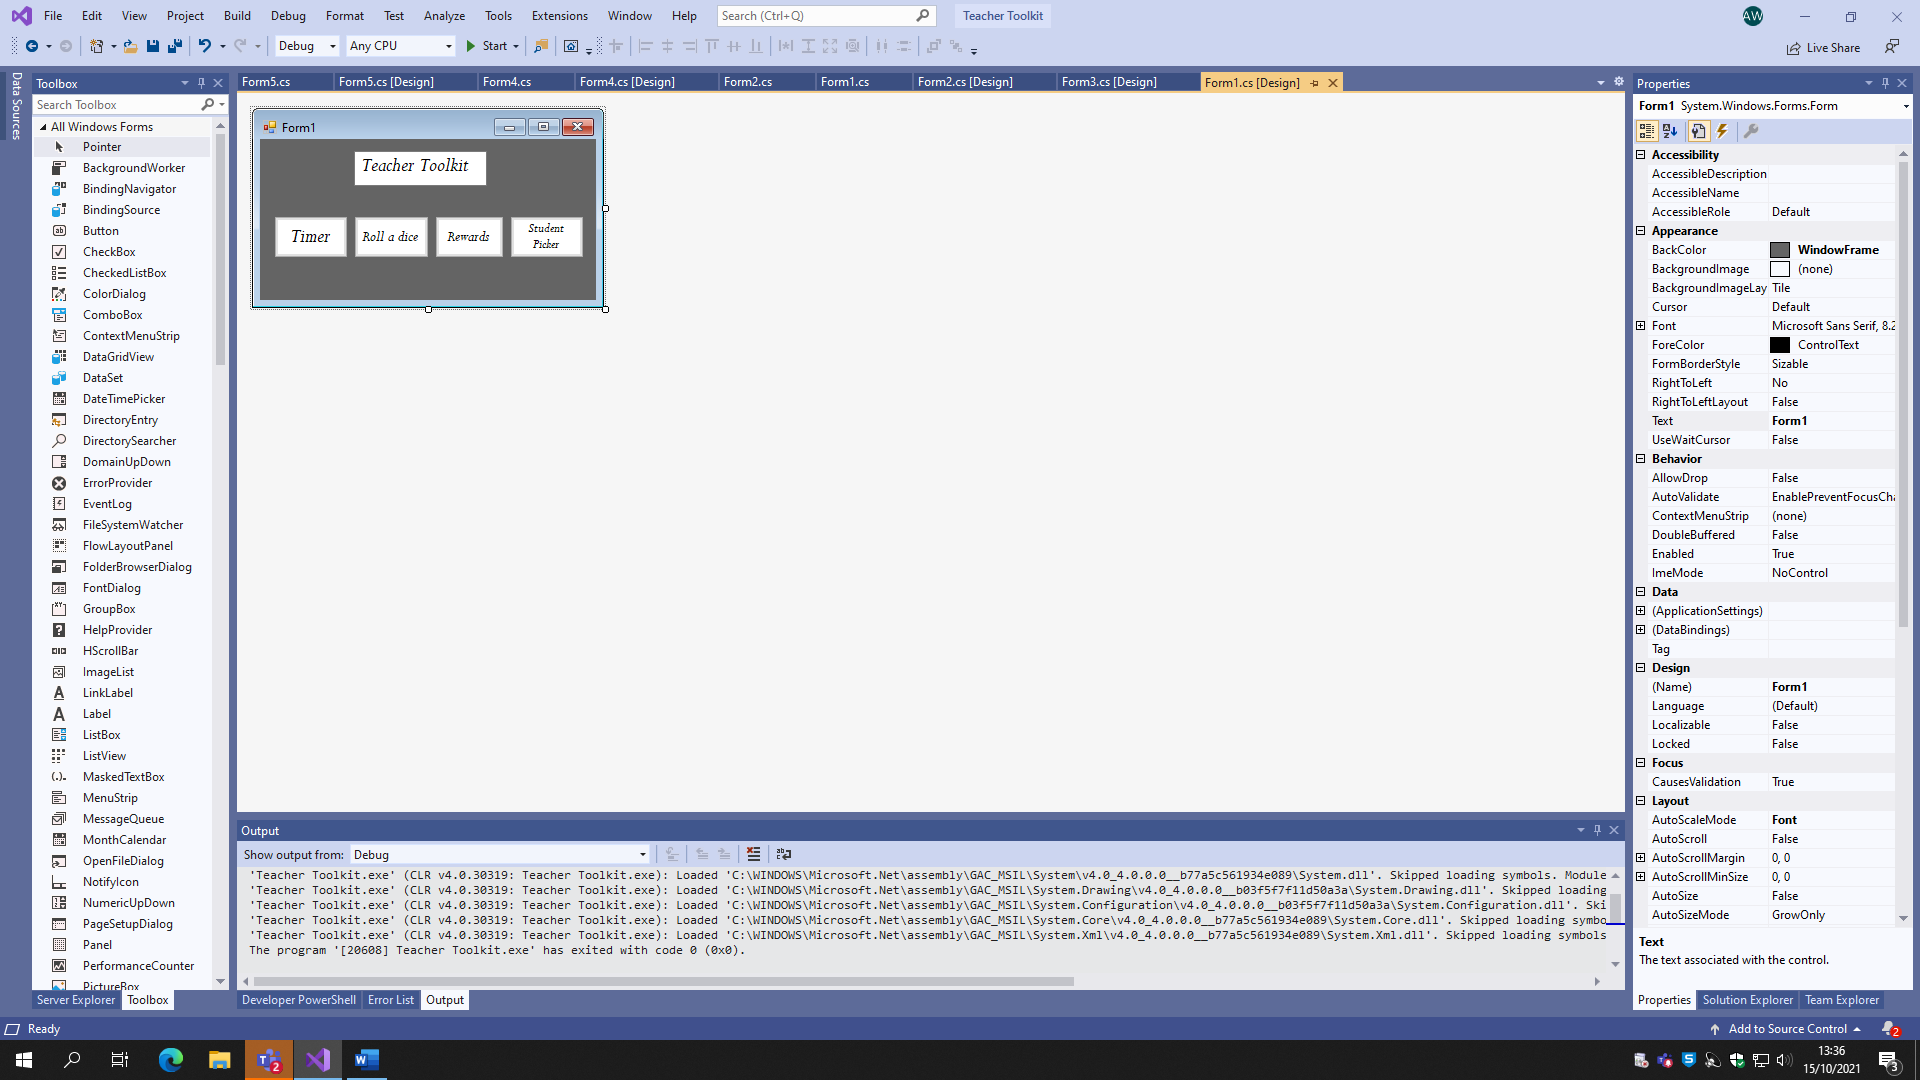 File Edit View Project Build Debug Format Test Analyze Tools Extensions Window Help Search (Ctrl+Q) Teacher Toolkit AW
Debug Any CPU Start Live Share
Data Sources
Toolbox
Search Toolbox
All Windows Forms
Pointer
BackgroundWorker
BindingNavigator
BindingSource
Button
CheckBox
CheckedListBox
ColorDialog
ComboBox
ContextMenuStrip
DataGridView
DataSet
DateTimePicker
DirectoryEntry
DirectorySearcher
DomainUpDown
ErrorProvider
EventLog
FileSystemWatcher
FlowLayoutPanel
FolderBrowserDialog
FontDialog
GroupBox
HelpProvider
HScrollBar
ImageList
LinkLabel
Label
ListBox
ListView
MaskedTextBox
MenuStrip
MessageQueue
MonthCalendar
OpenFileDialog
NotifyIcon
NumericUpDown
PageSetupDialog
Panel
PerformanceCounter
PictureBox
Server Explorer Toolbox
Form5.cs Form5.cs [Design] Form4.cs Form4.cs [Design] Form2.cs Form1.cs Form2.cs [Design] Form3.cs [Design] Form1.cs [Design]
Form1
Teacher Toolkit
Timer Roll a dice Rewards Student
Picker
Output
Show output from: Debug
'Teacher Toolkit.exe' (CLR v4.0.30319: Teacher Toolkit.exe): Loaded 'C:\WINDOWS\Microsoft.Net\assembly\GAC_MSIL\System\v4.0_4.0.0.0__b77a5c561934e089\System.dll'. Skipped loading symbols. Module
'Teacher Toolkit.exe' (CLR v4.0.30319: Teacher Toolkit.exe): Loaded 'C:\WINDOWS\Microsoft.Net\assembly\GAC_MSIL\System.Drawing\v4.0_4.0.0.0__b03f5f7f11d50a3a\System.Drawing.dll'. Skipped loading
'Teacher Toolkit.exe' (CLR v4.0.30319: Teacher Toolkit.exe): Loaded 'C:\WINDOWS\Microsoft.Net\assembly\GAC_MSIL\System.Configuration\v4.0_4.0.0.0__b03f5f7f11d50a3a\System.Configuration.dll'. Ski
'Teacher Toolkit.exe' (CLR v4.0.30319: Teacher Toolkit.exe): Loaded 'C:\WINDOWS\Microsoft.Net\assembly\GAC_MSIL\System.Core\v4.0_4.0.0.0__b77a5c561934e089\System.Core.dll'. Skipped loading symbo
'Teacher Toolkit.exe' (CLR v4.0.30319: Teacher Toolkit.exe): Loaded 'C:\WINDOWS\Microsoft.Net\assembly\GAC_MSIL\System.Xml\v4.0_4.0.0.0__b77a5c561934e089\System.Xml.dll'. Skipped loading symbols
The program '[20608] Teacher Toolkit.exe' has exited with code 0 (0x0).
Developer PowerShell Error List Output
Properties
Form1 System.Windows.Forms.Form
Accessibility
AccessibleDescription
AccessibleName
AccessibleRole Default
Appearance
BackColor WindowFrame
BackgroundImage (none)
BackgroundImageLay Tile
Cursor Default
Font Microsoft Sans Serif, 8.2
ForeColor ControlText
FormBorderStyle Sizable
RightToLeft No
RightToLeftLayout False
Text Form1
UseWaitCursor False
Behavior
AllowDrop False
AutoValidate EnablePreventFocusCha
ContextMenuStrip (none)
DoubleBuffered False
Enabled True
ImeMode NoControl
Data
(ApplicationSettings)
(DataBindings)
Tag
Design
(Name) Form1
Language (Default)
Localizable False
Locked False
Focus
CausesValidation True
Layout
AutoScaleMode Font
AutoScroll False
AutoScrollMargin 0, 0
AutoScrollMinSize 0, 0
AutoSize False
AutoSizeMode GrowOnly
Text
The text associated with the control.
Properties Solution Explorer Team Explorer
Ready Add to Source Control 2
2 13:36
15/10/2021 3